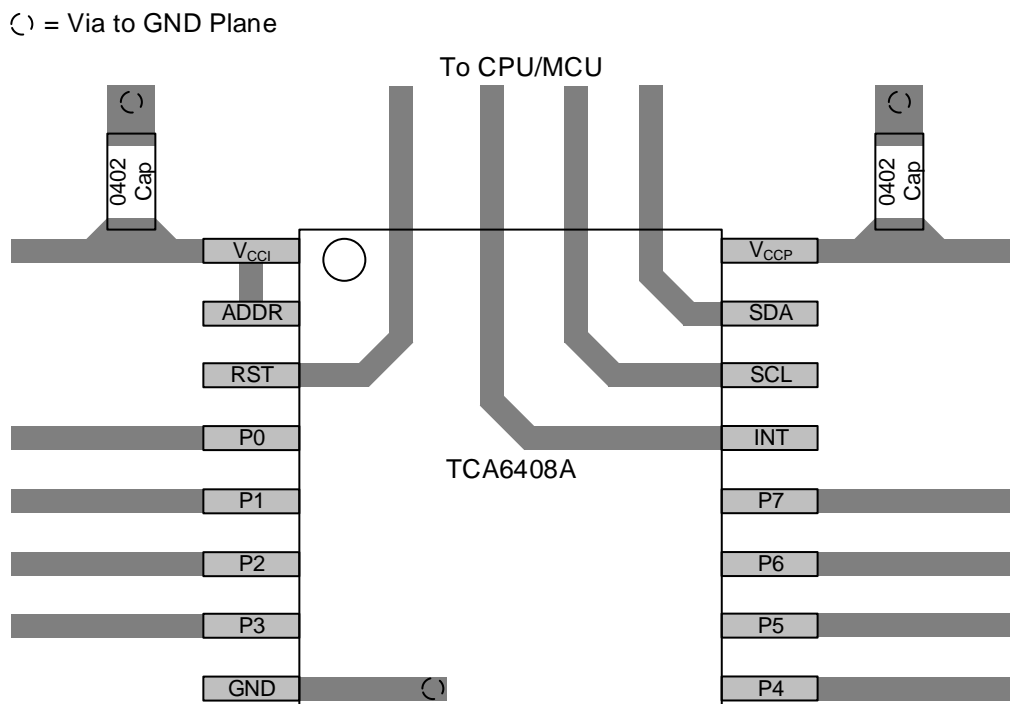 = Via to GND Plane
To CPU/MCU
0402
Cap
0402
Cap
VCCI
VCCP
ADDR
SDA
RST
SCL
P0
INT
TCA6408A
P1
P7
P2
P6
P3
P5
GND
P4